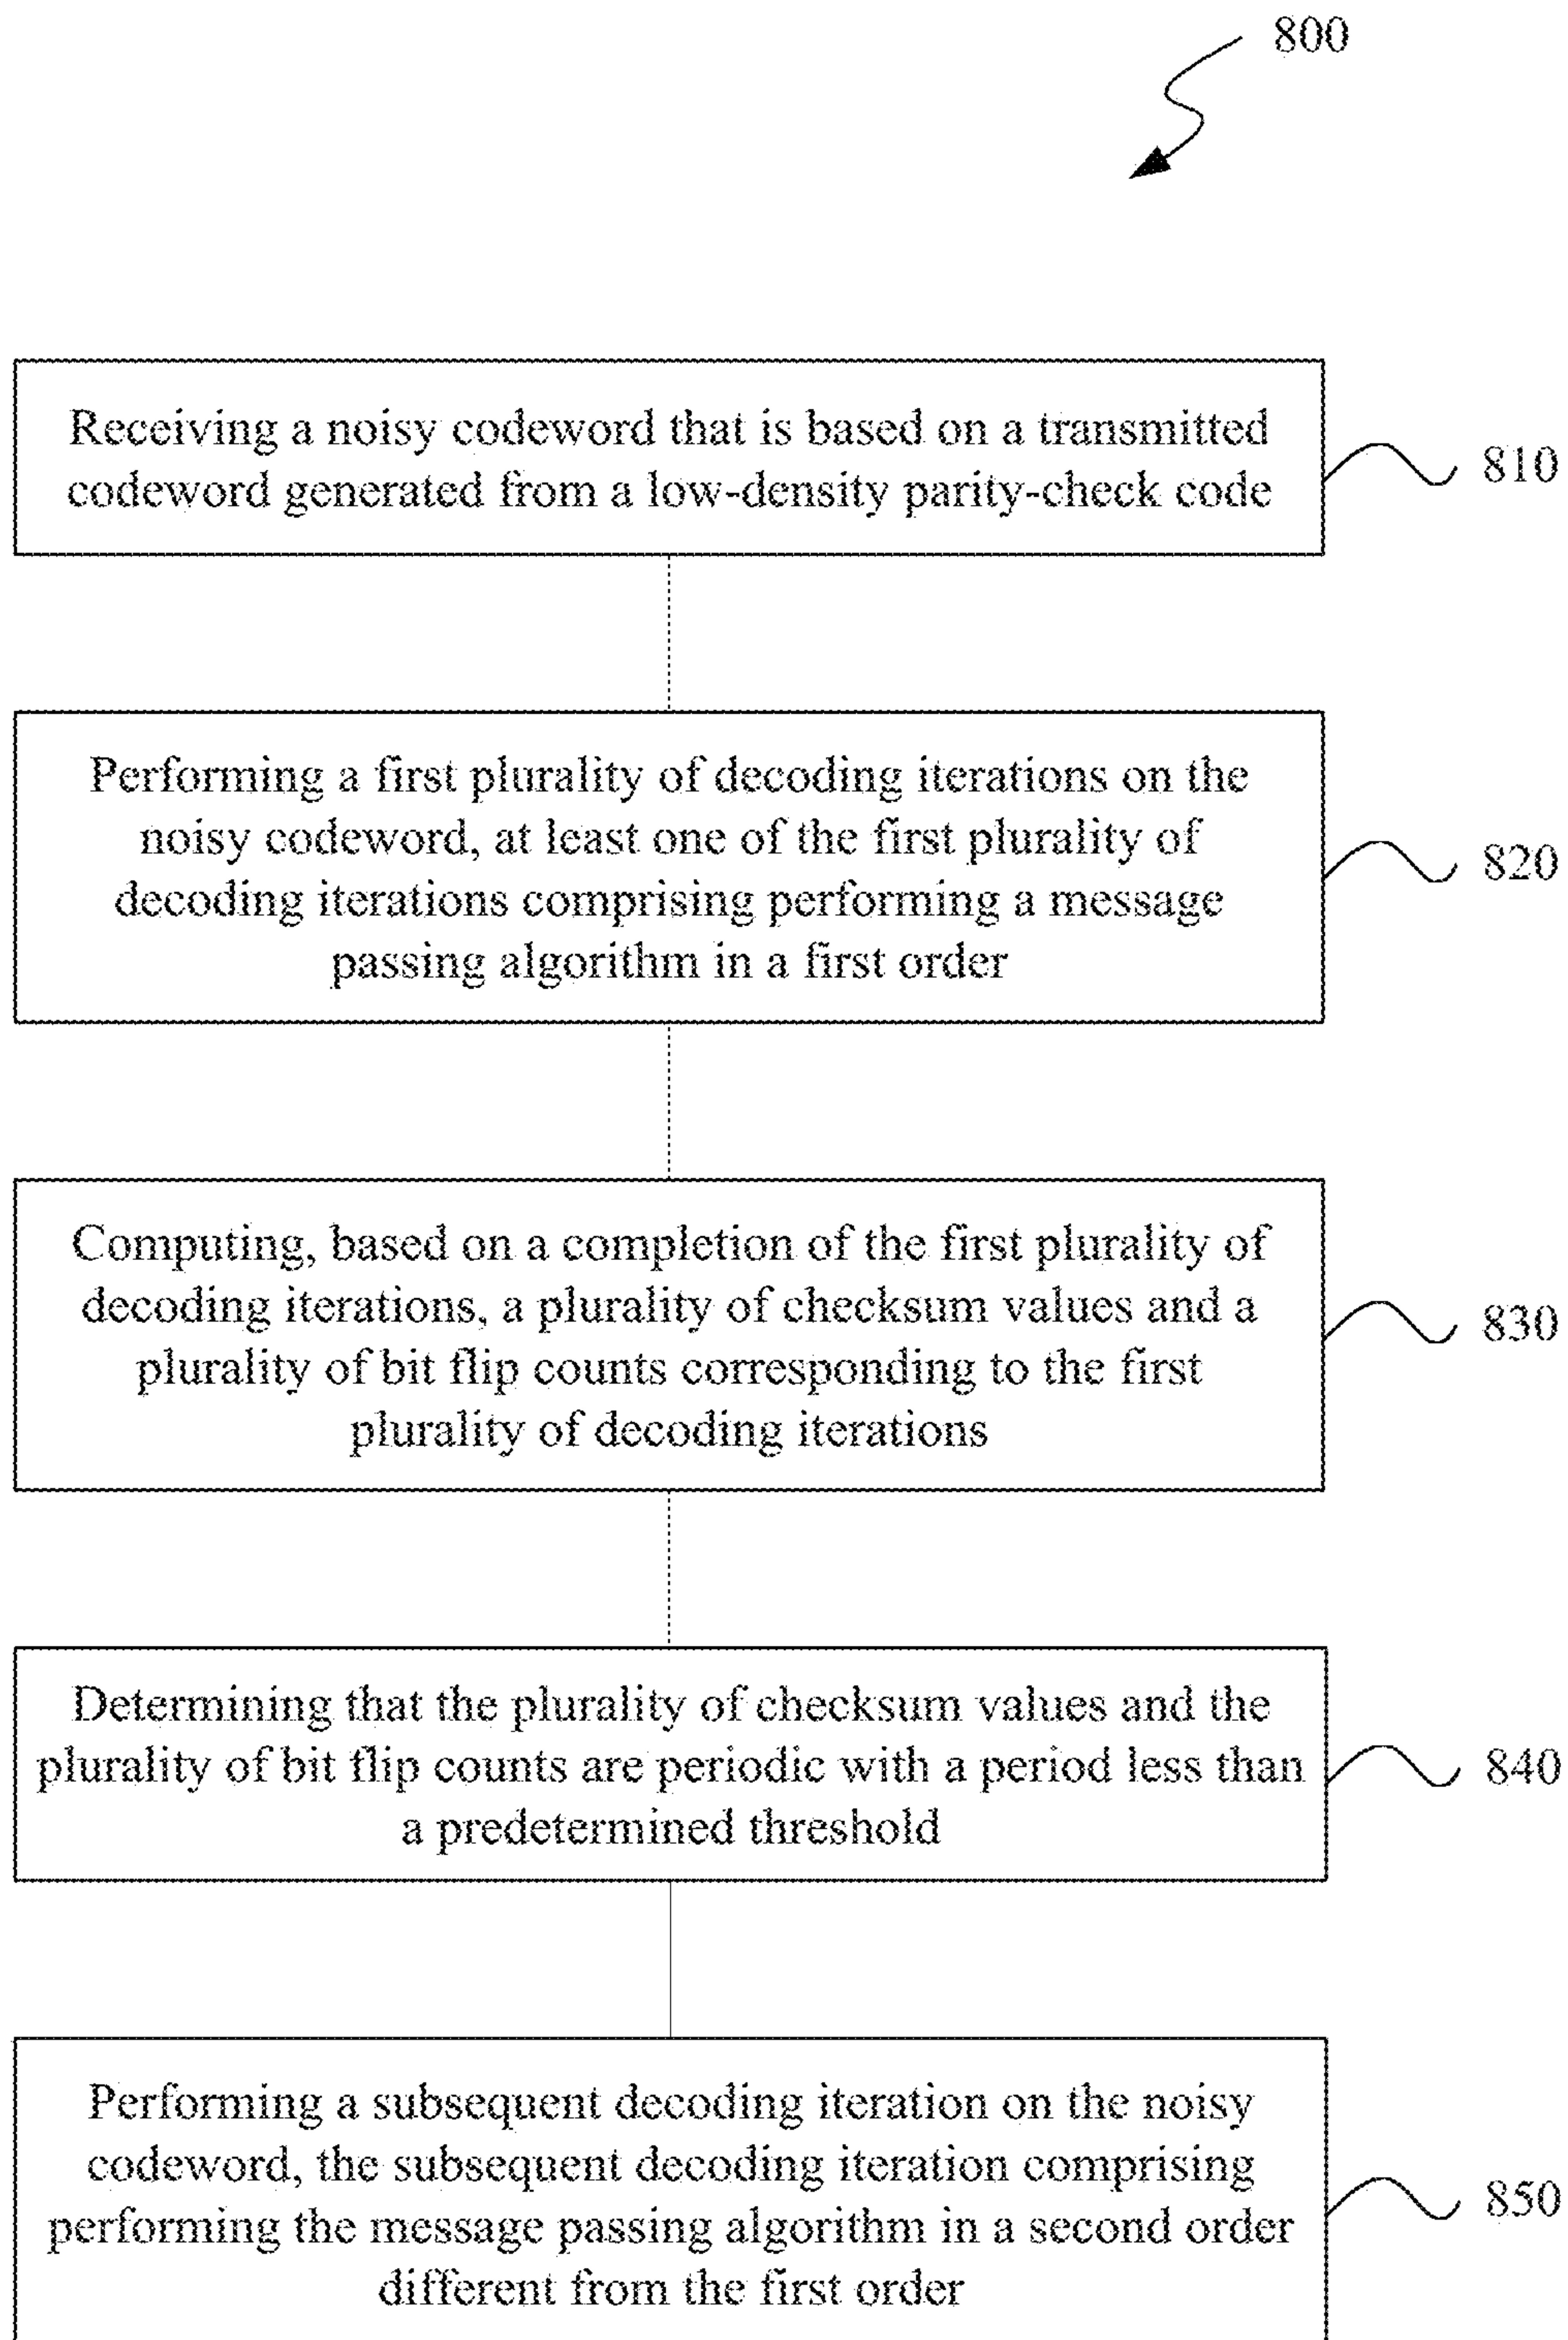 800
Receiving a noisy codeword that is based on a transmitted
codeword generated from a low-density parity-check code
810
Performing a first plurality of decoding iterations on the
noisy codeword, at least one of the first plurality of
decoding iterations comprising performing a message
passing algorithm in a first order
820
Computing, based on a completion of the first plurality of
decoding iterations, a plurality of checksum values and a
plurality of bit flip counts corresponding to the first
plurality of decoding iterations
830
Determining that the plurality of checksum values and the
plurality of bit flip counts are periodic with a period less than
a predetermined threshold
840
Performing a subsequent decoding iteration on the noisy
codeword, the subsequent decoding iteration comprising
performing the message passing algorithm in a second order
different from the first order
850